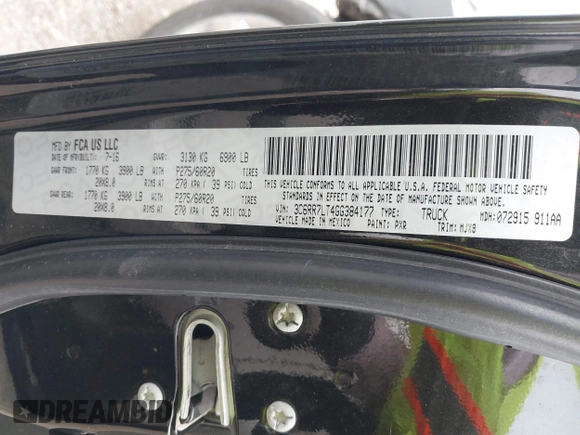 MFD BY FCA US LLC
DATE OF MFR(BUILT): 7-16 GVWR: 3130 KG 6900 LB
GAWR FRONT: 1770 KG 3900 LB WITH P275/60R20 TIRES
20X8.0 RIMS AT 270 KPA / 39 PSI COLD
GAWR REAR: 1770 KG 3900 LB WITH P275/60R20 TIRES
20X8.0 RIMS AT 270 KPA / 39 PSI COLD
THIS VEHICLE CONFORMS TO ALL APPLICABLE U.S.A. FEDERAL MOTOR VEHICLE SAFETY
STANDARDS IN EFFECT ON THE DATE OF MANUFACTURE SHOWN ABOVE.
VIN: 3C6RR7LT4GG384177 TYPE: TRUCK MDH: 072915 911AA
VEHICLE MADE IN MEXICO PAINT: PXR TRIM: MJX8
DREAMBID